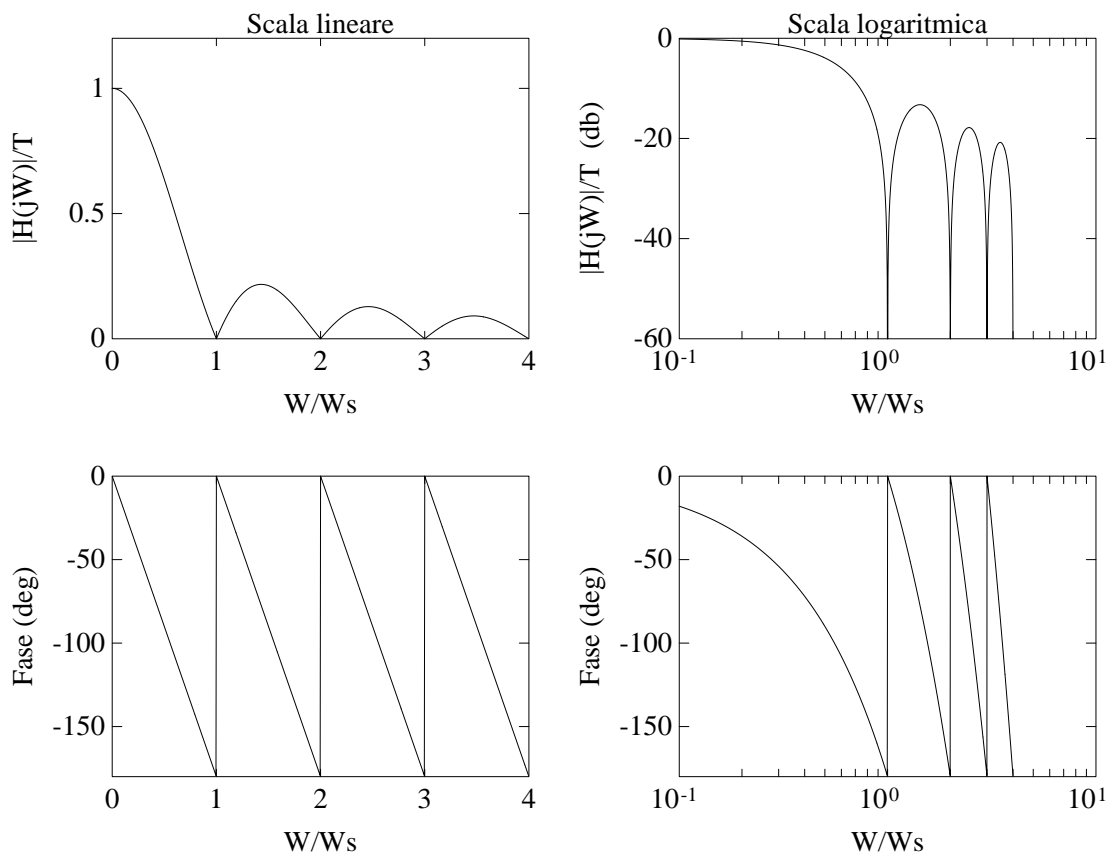 Scala lineare
|H(jW)|/T
1
0.5
0
0 1 2 3 4
W/Ws
Scala logaritmica
|H(jW)|/T (db)
0
-20
-40
-60
10-1 100 101
W/Ws
Fase (deg)
0
-50
-100
-150
0 1 2 3 4
W/Ws
Fase (deg)
0
-50
-100
-150
10-1 100 101
W/Ws